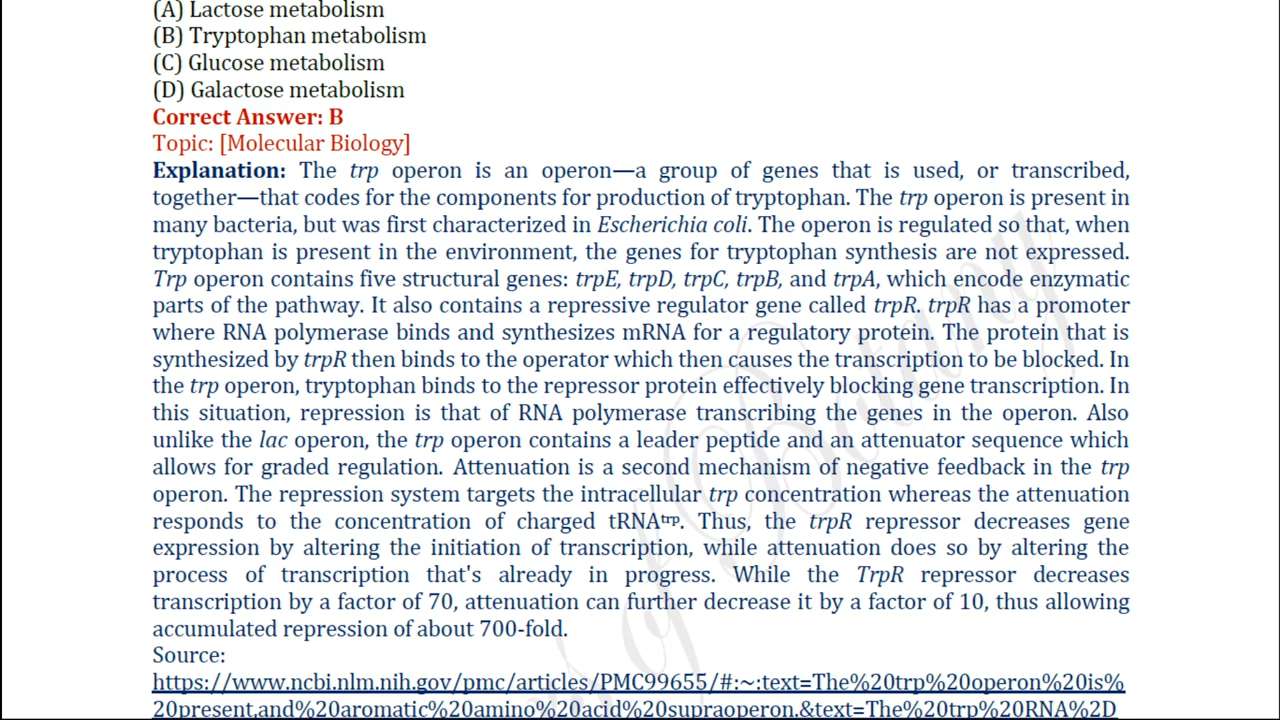 (A) Lactose metabolism
(B) Tryptophan metabolism
(C) Glucose metabolism
(D) Galactose metabolism
Correct Answer: B
Topic: [Molecular Biology]
Explanation: The trp operon is an operon—a group of genes that is used, or transcribed,
together—that codes for the components for production of tryptophan. The trp operon is present in
many bacteria, but was first characterized in Escherichia coli. The operon is regulated so that, when
tryptophan is present in the environment, the genes for tryptophan synthesis are not expressed.
Trp operon contains five structural genes: trpE, trpD, trpC, trpB, and trpA, which encode enzymatic
parts of the pathway. It also contains a repressive regulator gene called trpR. trpR has a promoter
where RNA polymerase binds and synthesizes mRNA for a regulatory protein. The protein that is
synthesized by trpR then binds to the operator which then causes the transcription to be blocked. In
the trp operon, tryptophan binds to the repressor protein effectively blocking gene transcription. In
this situation, repression is that of RNA polymerase transcribing the genes in the operon. Also
unlike the lac operon, the trp operon contains a leader peptide and an attenuator sequence which
allows for graded regulation. Attenuation is a second mechanism of negative feedback in the trp
operon. The repression system targets the intracellular trp concentration whereas the attenuation
responds to the concentration of charged tRNAᵗʳᵖ. Thus, the trpR repressor decreases gene
expression by altering the initiation of transcription, while attenuation does so by altering the
process of transcription that's already in progress. While the TrpR repressor decreases
transcription by a factor of 70, attenuation can further decrease it by a factor of 10, thus allowing
accumulated repression of about 700-fold.
Source:
https://www.ncbi.nlm.nih.gov/pmc/articles/PMC99655/#:~:text=The%20trp%20operon%20is%
20present,and%20aromatic%20amino%20acid%20supraoperon.&text=The%20trp%20RNA%2D
of Botany